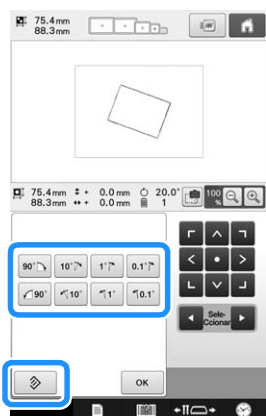 75.4mm
88.3mm
75.4mm + 0.0mm 20.0° 100
88.3mm + 0.0mm 1 %
90° 10° 1° 0.1°
90° 10° 1° 0.1°
Sele-
Ccionar
OK